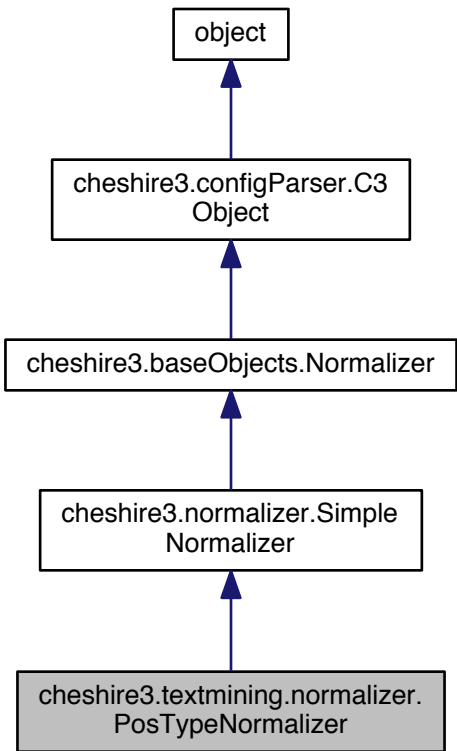 object
cheshire3.configParser.C3
Object
cheshire3.baseObjects.Normalizer
cheshire3.normalizer.Simple
Normalizer
cheshire3.textmining.normalizer.
PosTypeNormalizer